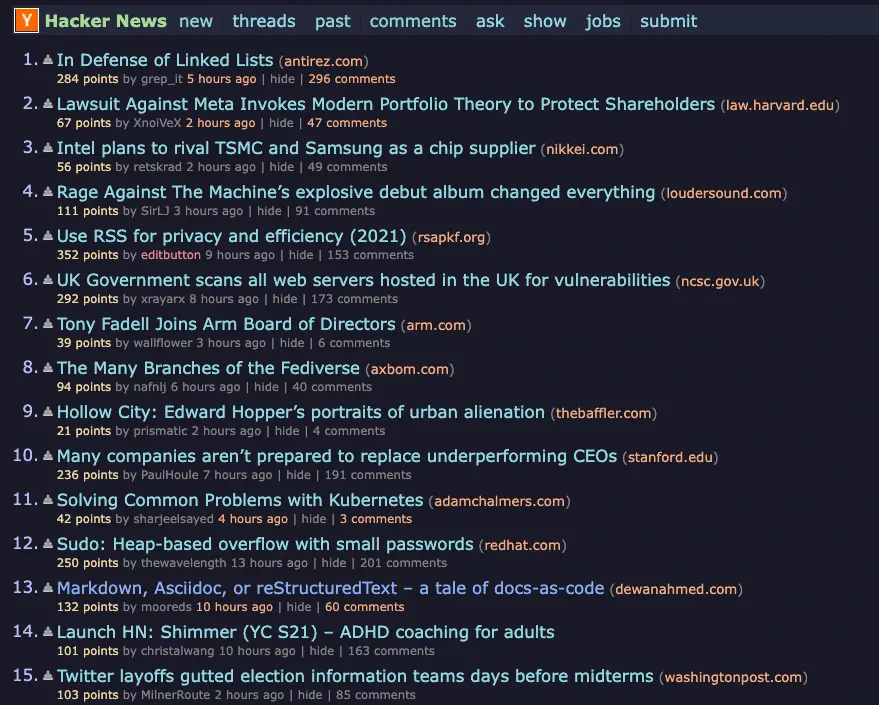 Y Hacker News new threads past comments ask show jobs submit
1. In Defense of Linked Lists (antirez.com)
284 points by grep_it 5 hours ago | hide | 296 comments
2. Lawsuit Against Meta Invokes Modern Portfolio Theory to Protect Shareholders (law.harvard.edu)
67 points by XnoiVeX 2 hours ago | hide | 47 comments
3. Intel plans to rival TSMC and Samsung as a chip supplier (nikkei.com)
56 points by retskrad 2 hours ago | hide | 49 comments
4. Rage Against The Machine’s explosive debut album changed everything (loudersound.com)
111 points by SirLJ 3 hours ago | hide | 91 comments
5. Use RSS for privacy and efficiency (2021) (rsapkf.org)
352 points by editbutton 9 hours ago | hide | 153 comments
6. UK Government scans all web servers hosted in the UK for vulnerabilities (ncsc.gov.uk)
292 points by xrayarx 8 hours ago | hide | 173 comments
7. Tony Fadell Joins Arm Board of Directors (arm.com)
39 points by wallflower 3 hours ago | hide | 6 comments
8. The Many Branches of the Fediverse (axbom.com)
94 points by nafnlj 6 hours ago | hide | 40 comments
9. Hollow City: Edward Hopper’s portraits of urban alienation (thebaffler.com)
21 points by prismatic 2 hours ago | hide | 4 comments
10. Many companies aren’t prepared to replace underperforming CEOs (stanford.edu)
236 points by PaulHoule 7 hours ago | hide | 191 comments
11. Solving Common Problems with Kubernetes (adamchalmers.com)
42 points by sharjeelsayed 4 hours ago | hide | 3 comments
12. Sudo: Heap-based overflow with small passwords (redhat.com)
250 points by thewavelength 13 hours ago | hide | 201 comments
13. Markdown, Asciidoc, or reStructuredText – a tale of docs-as-code (dewanahmed.com)
132 points by mooreds 10 hours ago | hide | 60 comments
14. Launch HN: Shimmer (YC S21) – ADHD coaching for adults
101 points by christalwang 10 hours ago | hide | 163 comments
15. Twitter layoffs gutted election information teams days before midterms (washingtonpost.com)
103 points by MilnerRoute 2 hours ago | hide | 85 comments